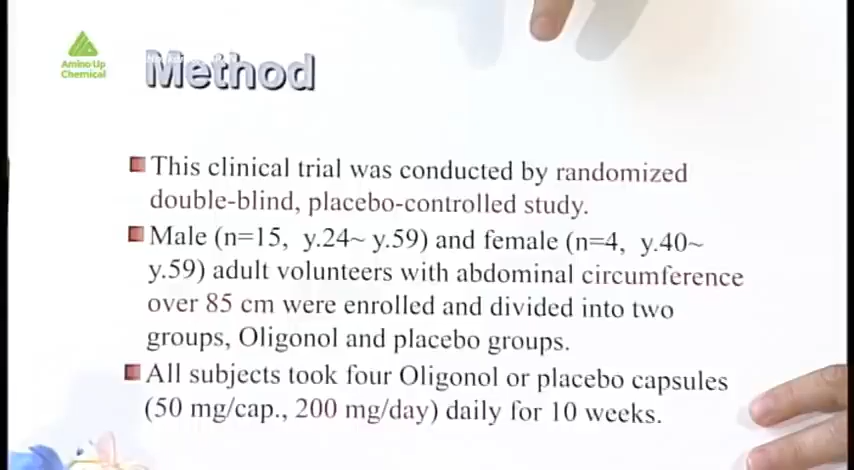 Amino Up
Chemical
Method
This clinical trial was conducted by randomized
double-blind, placebo-controlled study.
Male (n=15, y.24~ y.59) and female (n=4, y.40~
y.59) adult volunteers with abdominal circumference
over 85 cm were enrolled and divided into two
groups, Oligonol and placebo groups.
All subjects took four Oligonol or placebo capsules
(50 mg/cap., 200 mg/day) daily for 10 weeks.